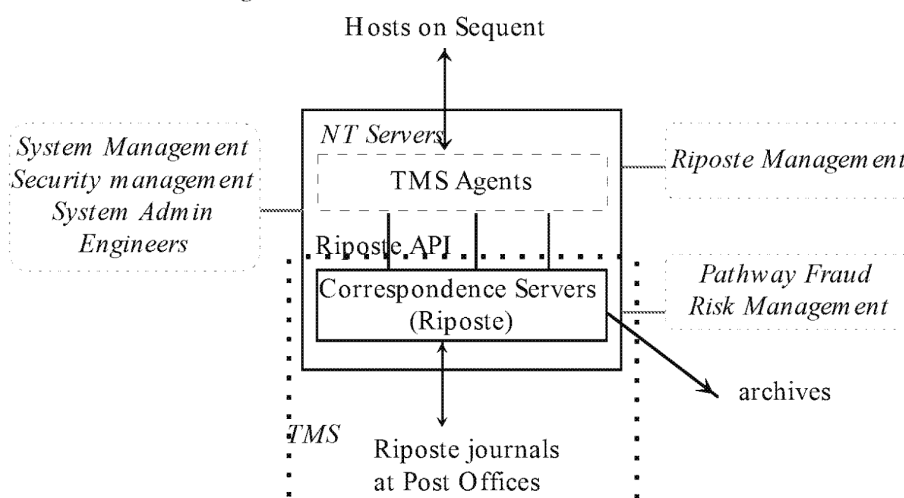 Hosts on Sequent
NT Servers
System Management
Security management
System Admin
Engineers
TMS Agents
Riposte Management
Riposte API
Correspondence Servers
(Riposte)
Pathway Fraud
Risk Management
archives
TMS
Riposte journals
at Post Offices